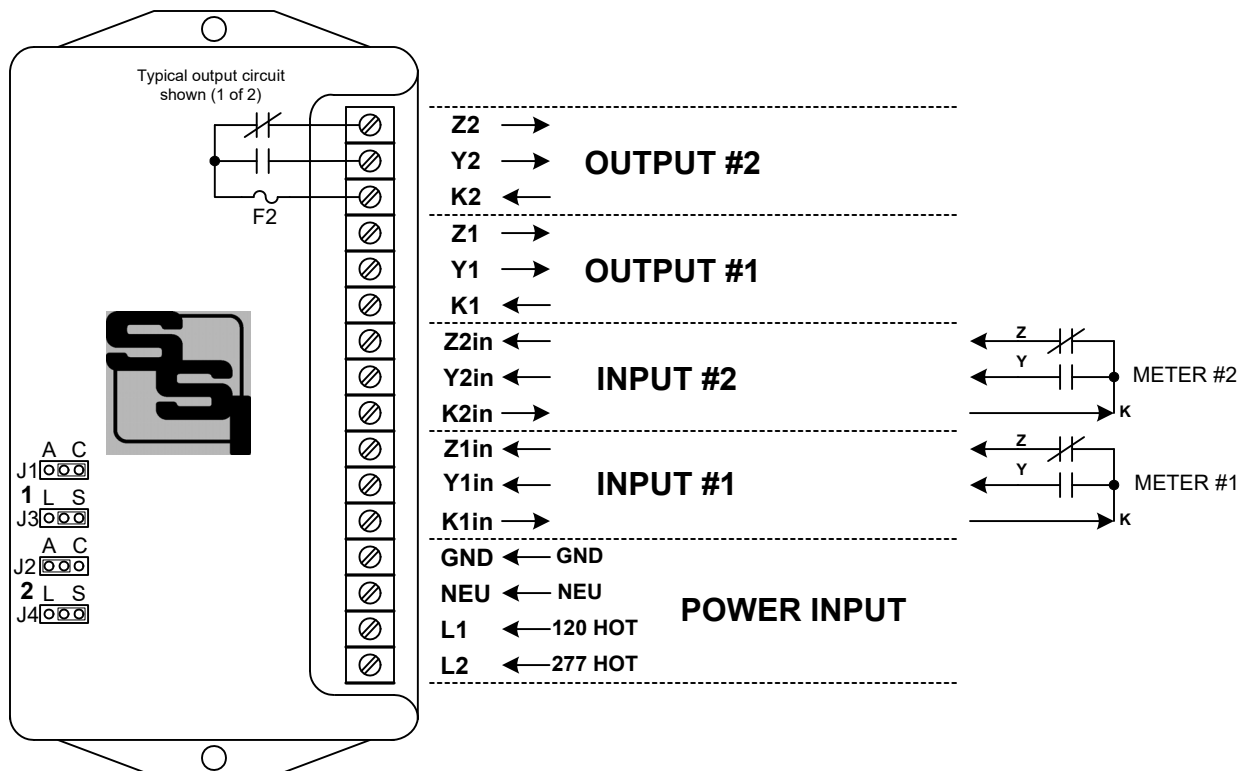 Typical output circuit
shown (1 of 2)
F2
Z2
Y2
K2
OUTPUT #2
Z1
Y1
K1
OUTPUT #1
Z2in
Y2in
K2in
INPUT #2
Z
Y
K
METER #2
Z1in
Y1in
K1in
INPUT #1
Z
Y
K
METER #1
GND
GND
NEU
NEU
L1
120 HOT
L2
277 HOT
POWER INPUT
SSI
A C
J1
1 L S
J3
A C
J2
2 L S
J4